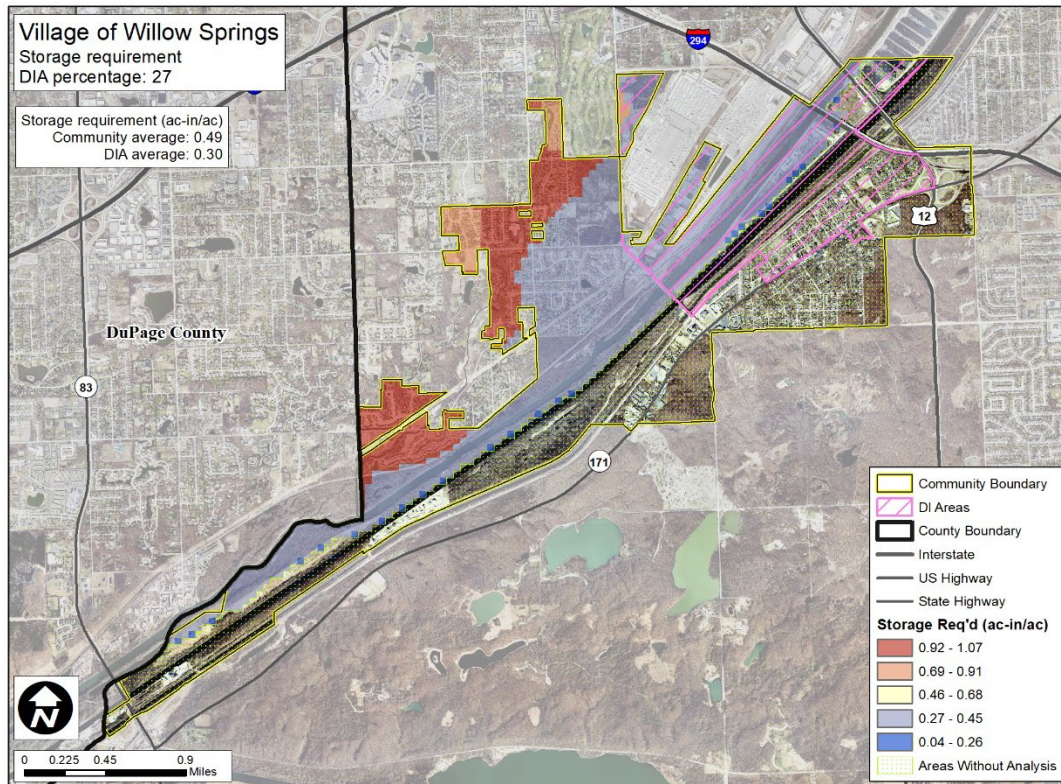 Village of Willow Springs
Storage requirement
DIA percentage: 27
Storage requirement (ac-in/ac)
Community average: 0.49
DIA average: 0.30
294
12
DuPage County
83
171
Community Boundary
DI Areas
County Boundary
Interstate
US Highway
State Highway
Storage Req'd (ac-in/ac)
0.92 - 1.07
0.69 - 0.91
0.46 - 0.68
0.27 - 0.45
0.04 - 0.26
Areas Without Analysis
N
0 0.225 0.45 0.9
Miles